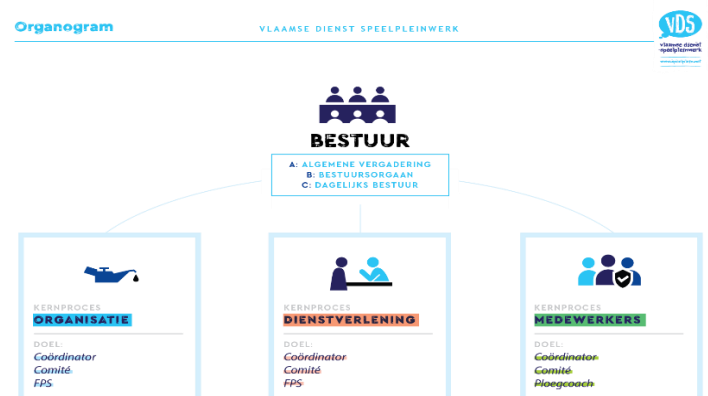 Organogram
VLAAMSE DIENST SPEELPLEINWERK
VDS
vlaamse dienst
speelpleinwerk
BESTUUR
A: ALGEMENE VERGADERING
B: BESTUURSORGAAN
C: DAGELIJKS BESTUUR
KERNPROCES
ORGANISATIE
DOEL:
Coördinator
Comité
FPS
KERNPROCES
DIENSTVERLENING
DOEL:
Coördinator
Comité
FPS
KERNPROCES
MEDEWERKERS
DOEL:
Coördinator
Comité
Ploegcoach